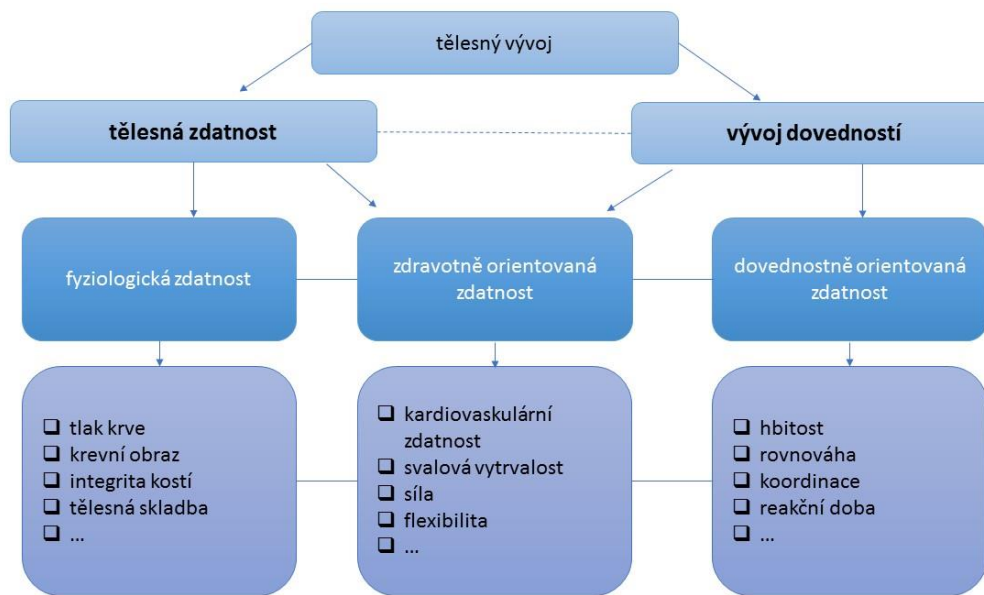 tělesný vývoj
tělesná zdatnost
vývoj dovedností
fyziologická zdatnost
zdravotně orientovaná
zdatnost
dovednostně orientovaná
zdatnost
❑ tlak krve
❑ krevní obraz
❑ integrita kostí
❑ tělesná skladba
❑ ...
❑ kardiovaskulární
zdatnost
❑ svalová vytrvalost
❑ síla
❑ flexibilita
❑ ...
❑ hbitost
❑ rovnováha
❑ koordinace
❑ reakční doba
❑ ...